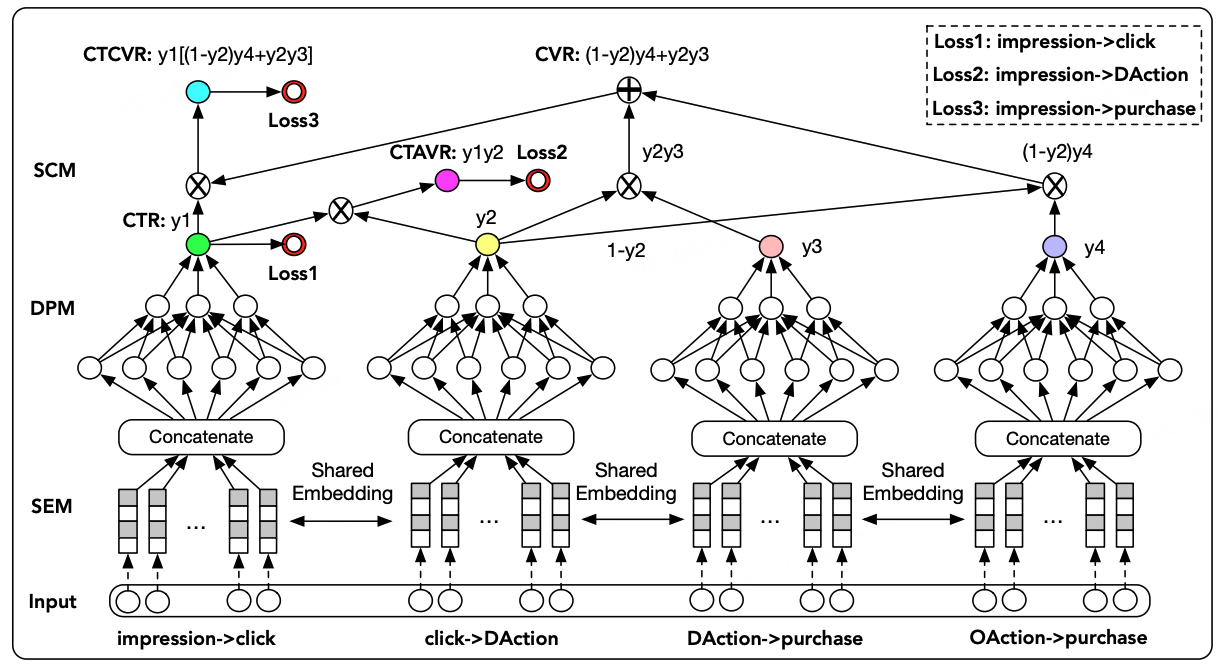 CTCVR: y1[(1-y2)y4+y2y3]
CVR: (1-y2)y4+y2y3
Loss1: impression->click
Loss2: impression->DAction
Loss3: impression->purchase
Loss3
SCM
CTAVR: y1y2
Loss2
y2y3
(1-y2)y4
CTR: y1
y2
1-y2
y3
y4
Loss1
DPM
Concatenate
Concatenate
Concatenate
Concatenate
Shared
Embedding
Shared
Embedding
Shared
Embedding
SEM
...
...
...
...
Input
impression->click
click->DAction
DAction->purchase
OAction->purchase